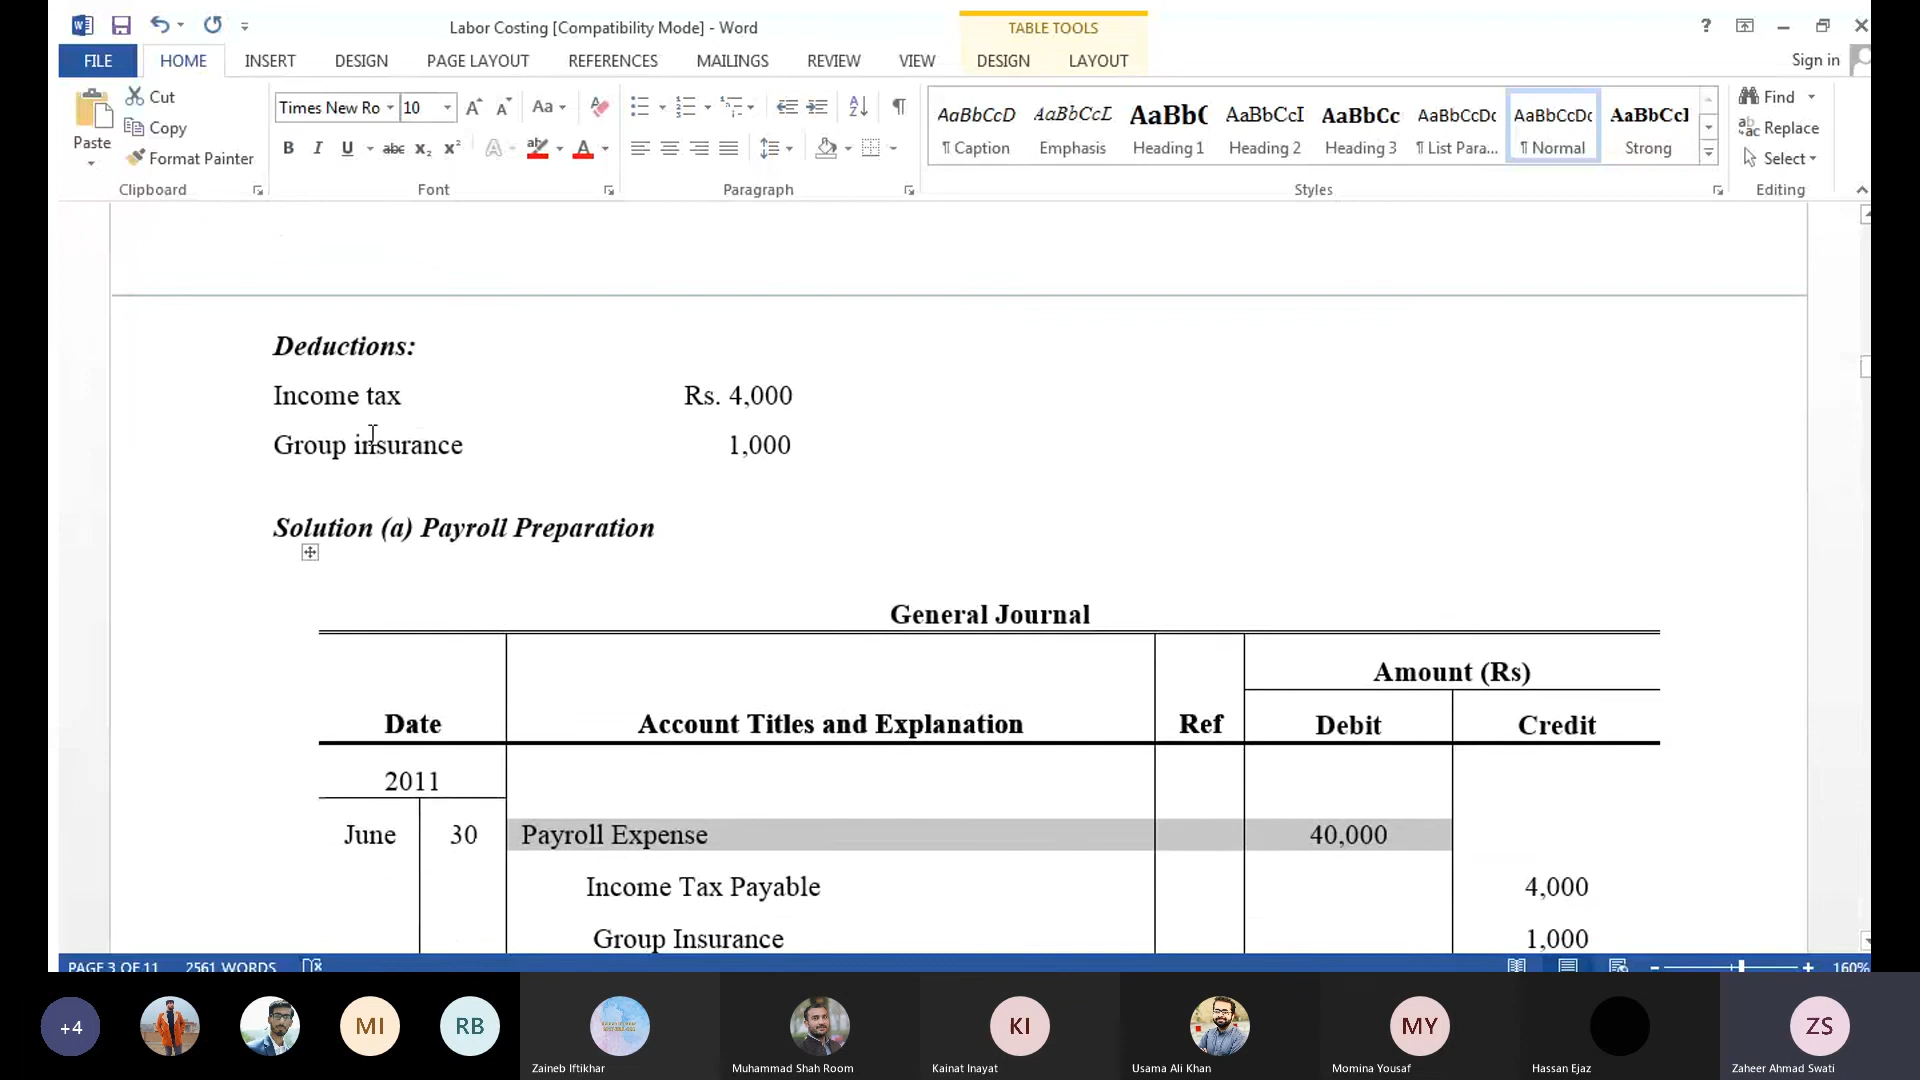 Labor Costing [Compatibility Mode] - Word
TABLE TOOLS
?
FILE HOME INSERT DESIGN PAGE LAYOUT REFERENCES MAILINGS REVIEW VIEW DESIGN LAYOUT Sign in
Paste
Cut
Copy
Format Painter
Clipboard
Times New Ro 10
Font
Paragraph
AaBbCcD AaBbCcL AaBb( AaBbCcI AaBbCc AaBbCcDc AaBbCcDc AaBbCcl
¶ Caption Emphasis Heading 1 Heading 2 Heading 3 ¶ List Para... ¶ Normal Strong
Styles
Find
Replace
Select
Editing
Deductions:
Income tax Rs. 4,000
Group insurance 1,000
Solution (a) Payroll Preparation
General Journal
Amount (Rs)
Date Account Titles and Explanation Ref Debit Credit
2011
June 30 Payroll Expense 40,000
Income Tax Payable 4,000
Group Insurance 1,000
PAGE 3 OF 11 2561 WORDS 160%
+4 MI RB KI MY ZS
Zaineb Iftikhar Muhammad Shah Room Kainat Inayat Usama Ali Khan Momina Yousaf Hassan Ejaz Zaheer Ahmad Swati